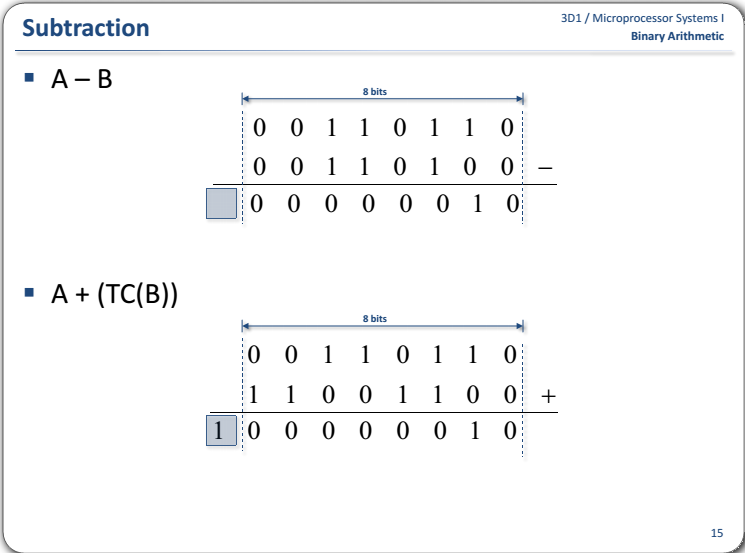 Subtraction
3D1 / Microprocessor Systems I
Binary Arithmetic
▪ A – B
8 bits
0 0 1 1 0 1 1 0
0 0 1 1 0 1 0 0 −
0 0 0 0 0 0 1 0
▪ A + (TC(B))
8 bits
0 0 1 1 0 1 1 0
1 1 0 0 1 1 0 0 +
1 0 0 0 0 0 0 1 0
15